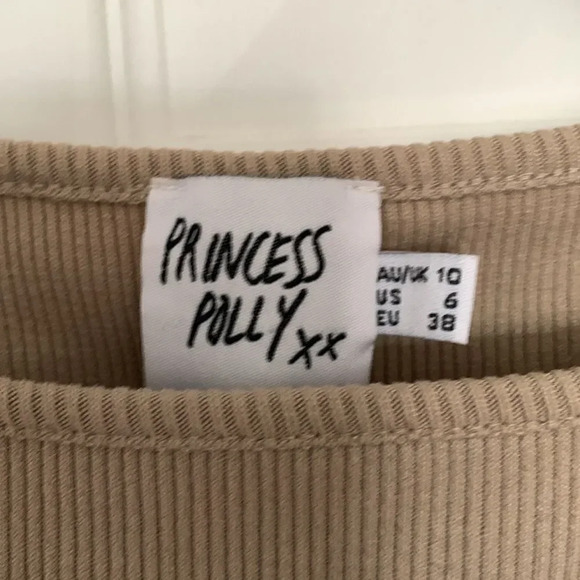 PRINCESS
POLLY xx
AU/UK 10
US 6
EU 38